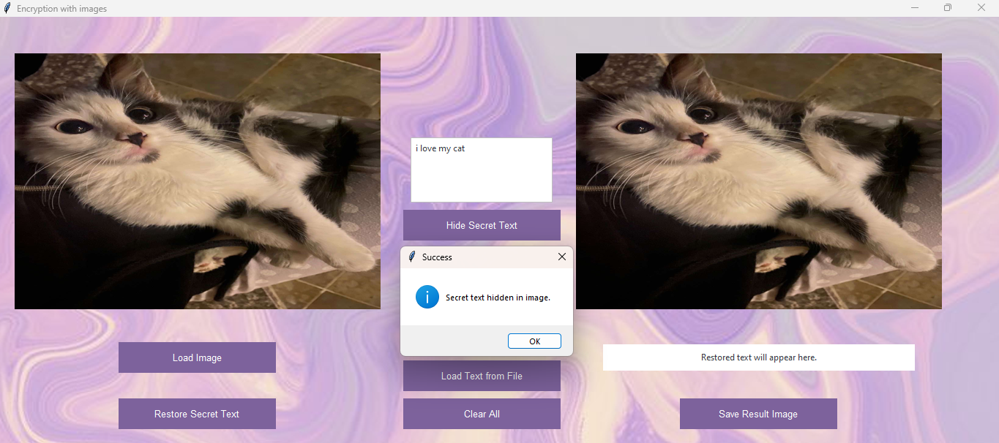 Encryption with images
i love my cat
Hide Secret Text
Success
Secret text hidden in image.
OK
Load Image
Load Text from File
Restored text will appear here.
Restore Secret Text
Clear All
Save Result Image